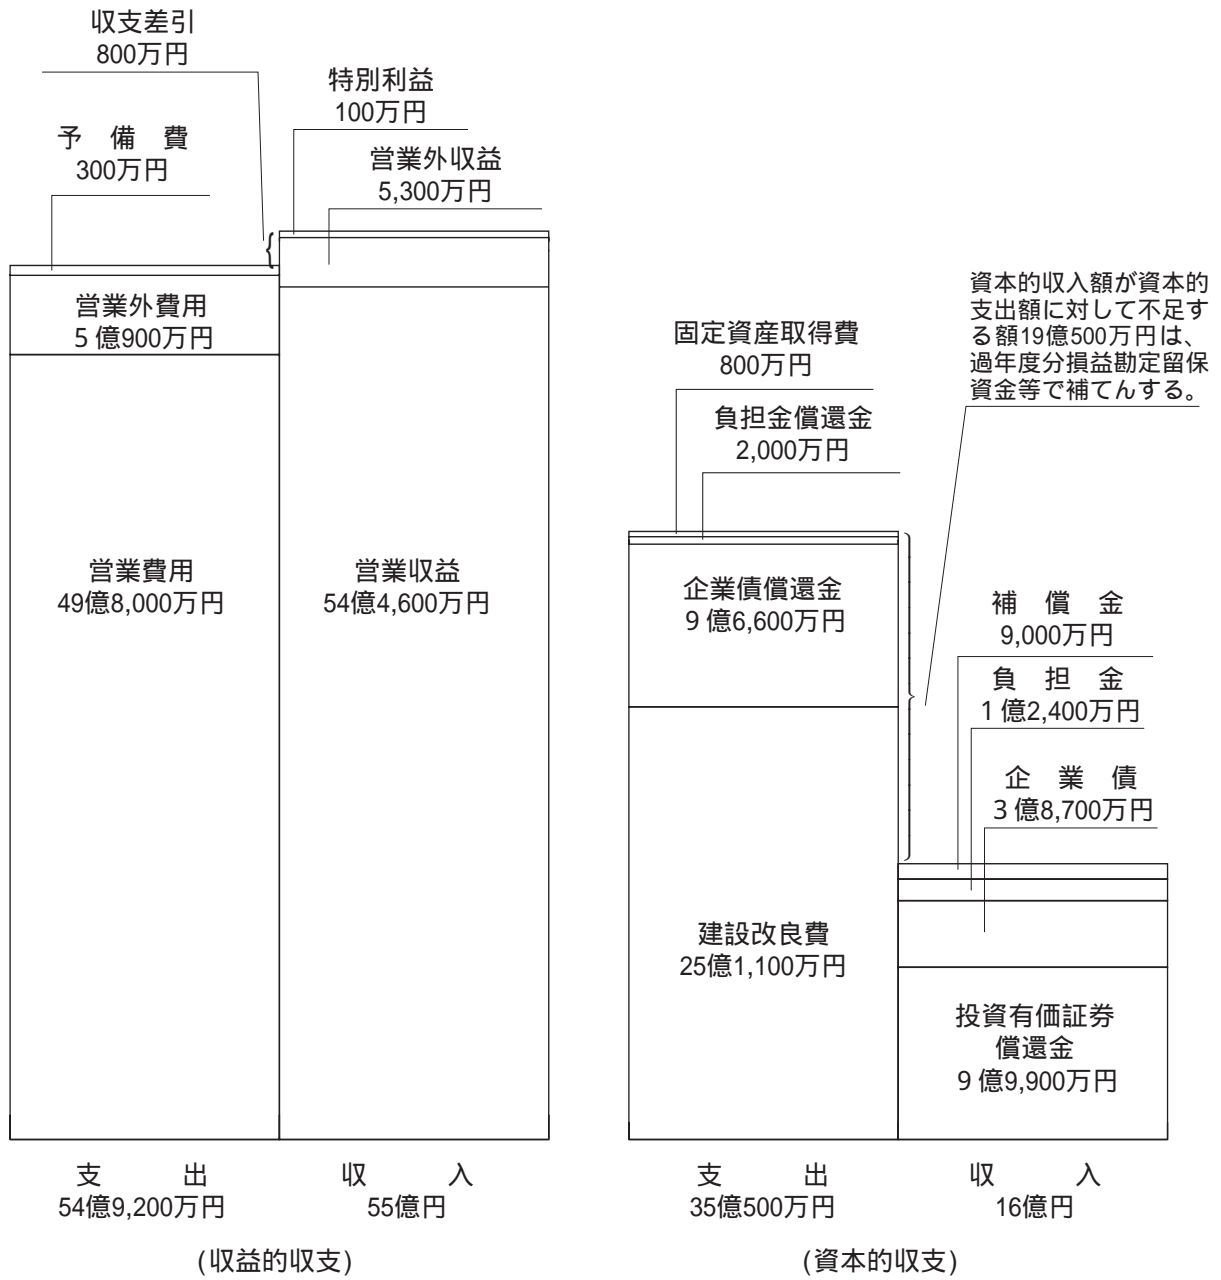 収支差引
800万円
予備費
300万円
特別利益
100万円
営業外収益
5,300万円
営業外費用
5億900万円
営業費用
49億8,000万円
営業収益
54億4,600万円
支出
54億9,200万円
収入
55億円
(収益的収支)
固定資産取得費
800万円
負担金償還金
2,000万円
資本的収入額が資本的
支出額に対して不足す
る額19億500万円は、
過年度分損益勘定留保
資金等で補てんする。
企業債償還金
9億6,600万円
建設改良費
25億1,100万円
補償金
9,000万円
負担金
1億2,400万円
企業債
3億8,700万円
投資有価証券
償還金
9億9,900万円
支出
35億500万円
収入
16億円
(資本的収支)